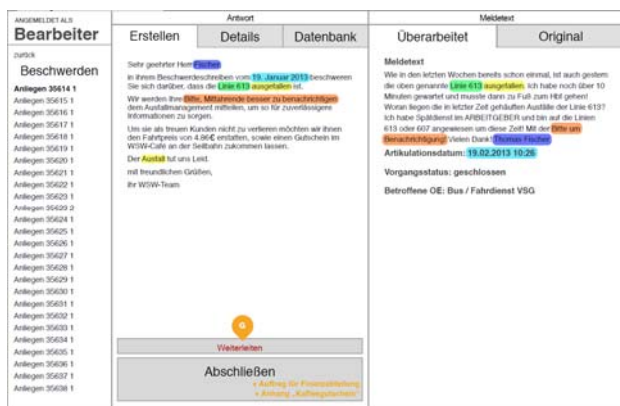 ANGEMELDET ALS
Bearbeiter
zurück
Beschwerden
Anliegen 35614 1
Anliegen 35615 1
Anliegen 35616 1
Anliegen 35617 1
Anliegen 35618 1
Anliegen 35619 1
Anliegen 35620 1
Anliegen 35621 1
Anliegen 35622 1
Anliegen 35623 1
Anliegen 35623 2
Anliegen 35624 1
Anliegen 35625 1
Anliegen 35626 1
Anliegen 35627 1
Anliegen 35628 1
Anliegen 35629 1
Anliegen 35630 1
Anliegen 35631 1
Anliegen 35632 1
Anliegen 35633 1
Anliegen 35634 1
Anliegen 35635 1
Anliegen 35636 1
Anliegen 35637 1
Anliegen 35638 1
Antwort
Erstellen Details Datenbank
Sehr geehrter Herr Fischer,
in ihrem Beschwerdeschreiben vom 19. Januar 2013 beschweren
Sie sich darüber, dass die Linie 613 ausgefallen ist.
Wir werden ihre Bitte, Mitfahrende besser zu benachrichtigen
dem Ausfallmanagement mitteilen, um so für zuverlässigere
Informationen zu sorgen.
Um sie als treuen Kunden nicht zu verlieren möchten wir ihnen
den Fahrtpreis von 4.86€ erstatten, sowie einen Gutschein im
WSW-Café an der Seilbahn zukommen lassen.
Der Ausfall tut uns Leid.
mit freundlichen Grüßen,
ihr WSW-Team
G
Weiterleiten
Abschließen
+ Auftrag für Finanzabteilung
+ Anhang „Kaffeegutschein"
Meldetext
Überarbeitet Original
Meldetext
Wie in den letzten Wochen bereits schon einmal, ist auch gestern
die oben genannte Linie 613 ausgefallen. Ich habe noch über 10
Minuten gewartet und musste dann zu Fuß zum Hbf gehen!
Woran liegen die in letzter Zeit gehäuften Ausfälle der Linie 613?
Ich habe Spätdienst im ARBEITGEBER und bin auf die Linien
613 oder 607 angewiesen um diese Zeit! Mit der Bitte um
Benachrichtigung! Vielen Dank! Thomas Fischer
Artikulationsdatum: 19.02.2013 10:26
Vorgangsstatus: geschlossen
Betroffene OE: Bus / Fahrdienst VSG